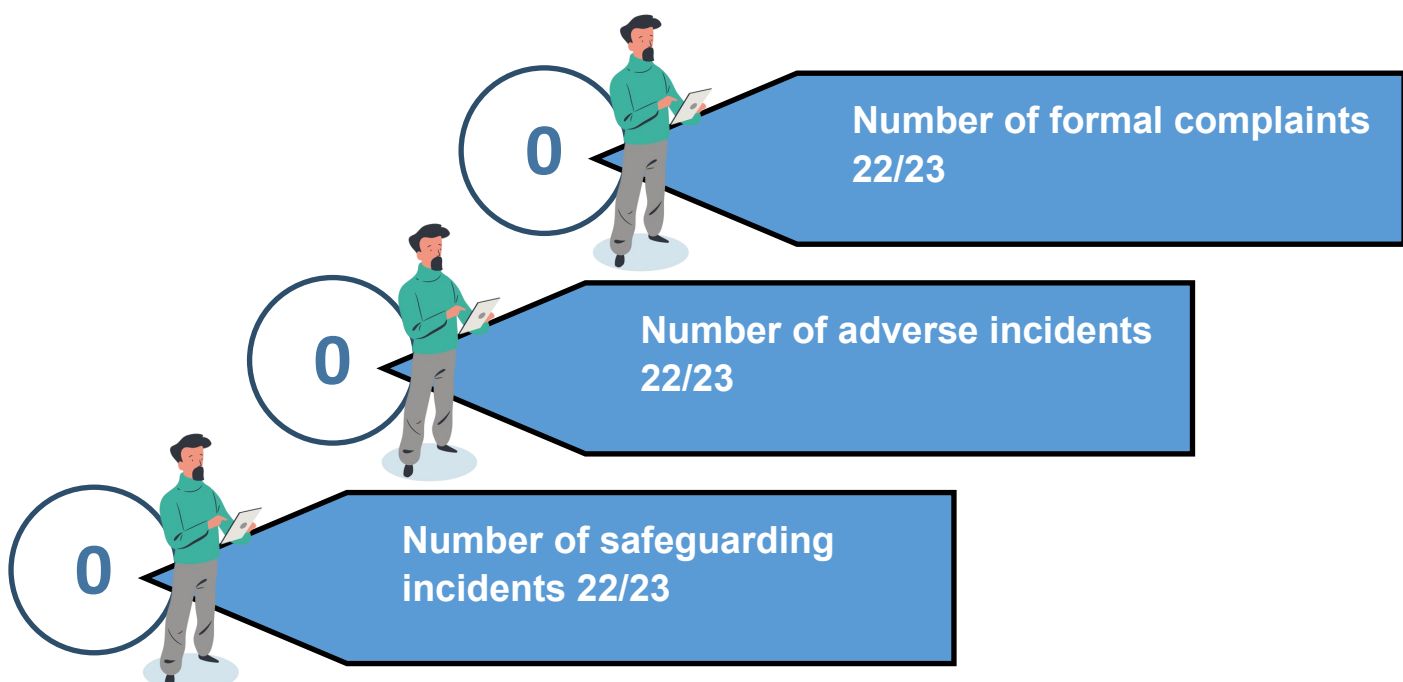 0
Number of formal complaints
22/23
0
Number of adverse incidents
22/23
0
Number of safeguarding
incidents 22/23